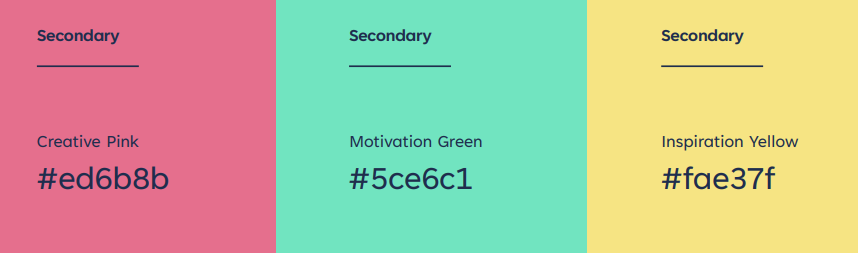 Secondary
Creative Pink
#ed6b8b
Secondary
Motivation Green
#5ce6c1
Secondary
Inspiration Yellow
#fae37f